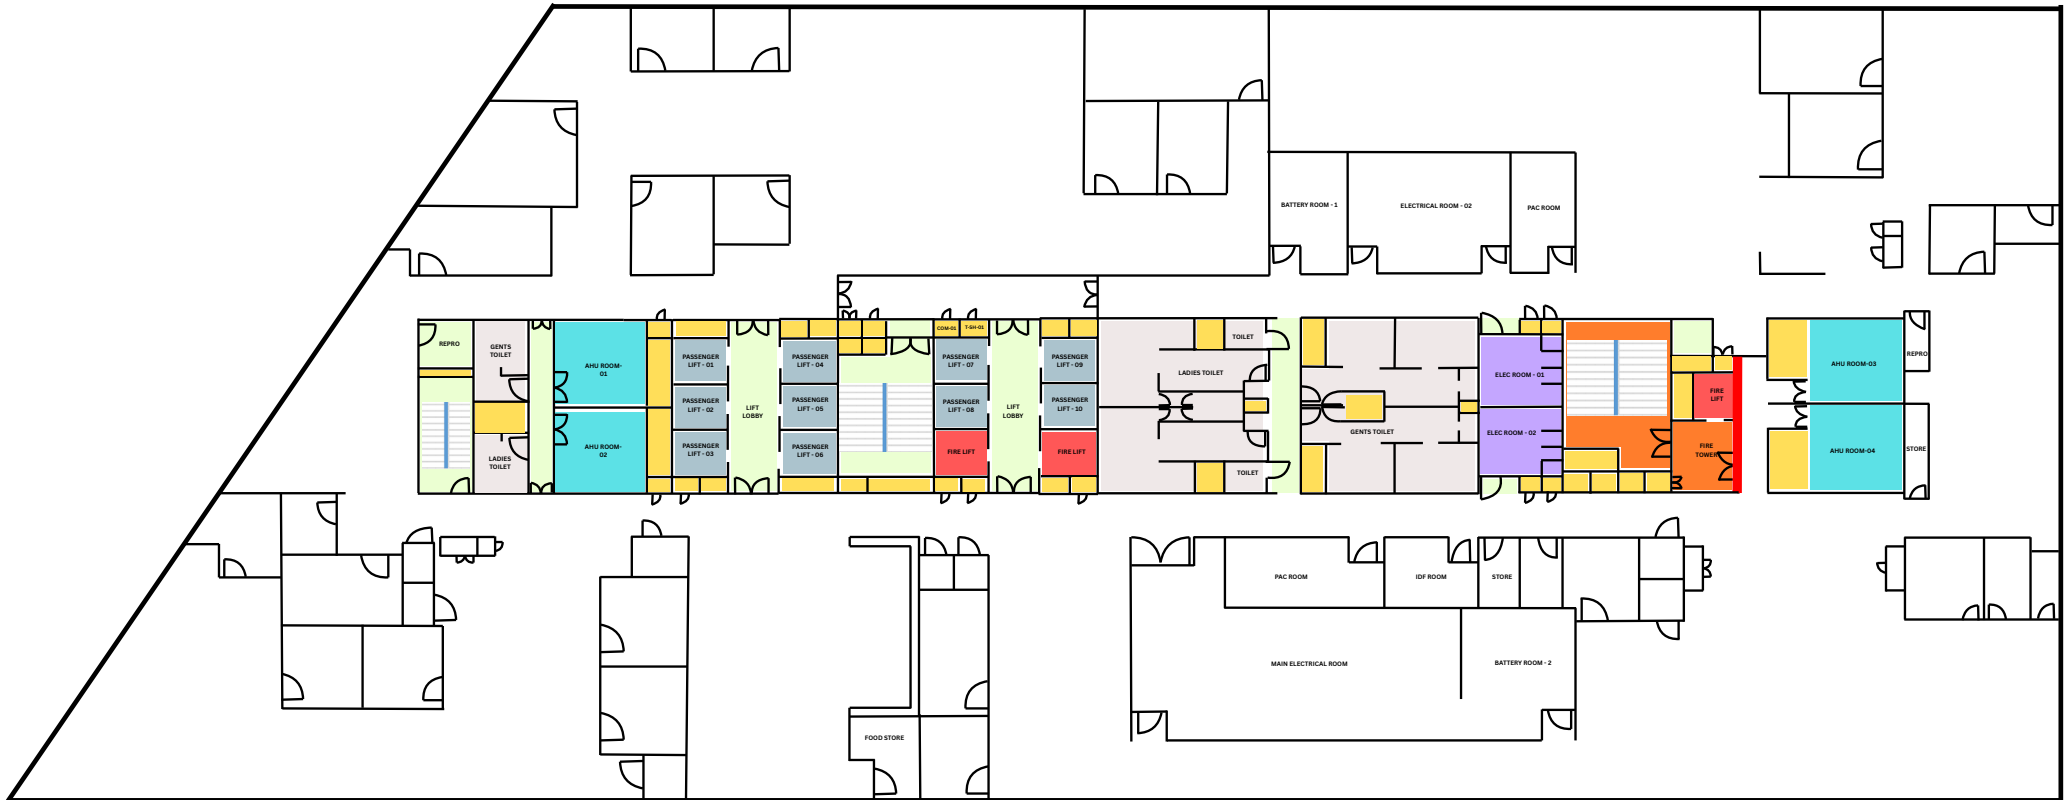 BATTERY ROOM - 1
ELECTRICAL ROOM - 02
PAC ROOM
REPRO
GENTS
TOILET
LADIES
TOILET
AHU ROOM-
01
AHU ROOM-
02
PASSENGER
LIFT - 01
PASSENGER
LIFT - 02
PASSENGER
LIFT - 03
LIFT
LOBBY
PASSENGER
LIFT - 04
PASSENGER
LIFT - 05
PASSENGER
LIFT - 06
COM-01
T-SH-01
PASSENGER
LIFT - 07
PASSENGER
LIFT - 08
FIRE LIFT
LIFT
LOBBY
PASSENGER
LIFT - 09
PASSENGER
LIFT - 10
FIRE LIFT
TOILET
LADIES TOILET
TOILET
GENTS TOILET
ELEC ROOM - 01
ELEC ROOM - 02
FIRE
LIFT
FIRE
TOWER
AHU ROOM-03
AHU ROOM-04
REPRO
STORE
PAC ROOM
IDF ROOM
STORE
MAIN ELECTRICAL ROOM
BATTERY ROOM - 2
FOOD STORE